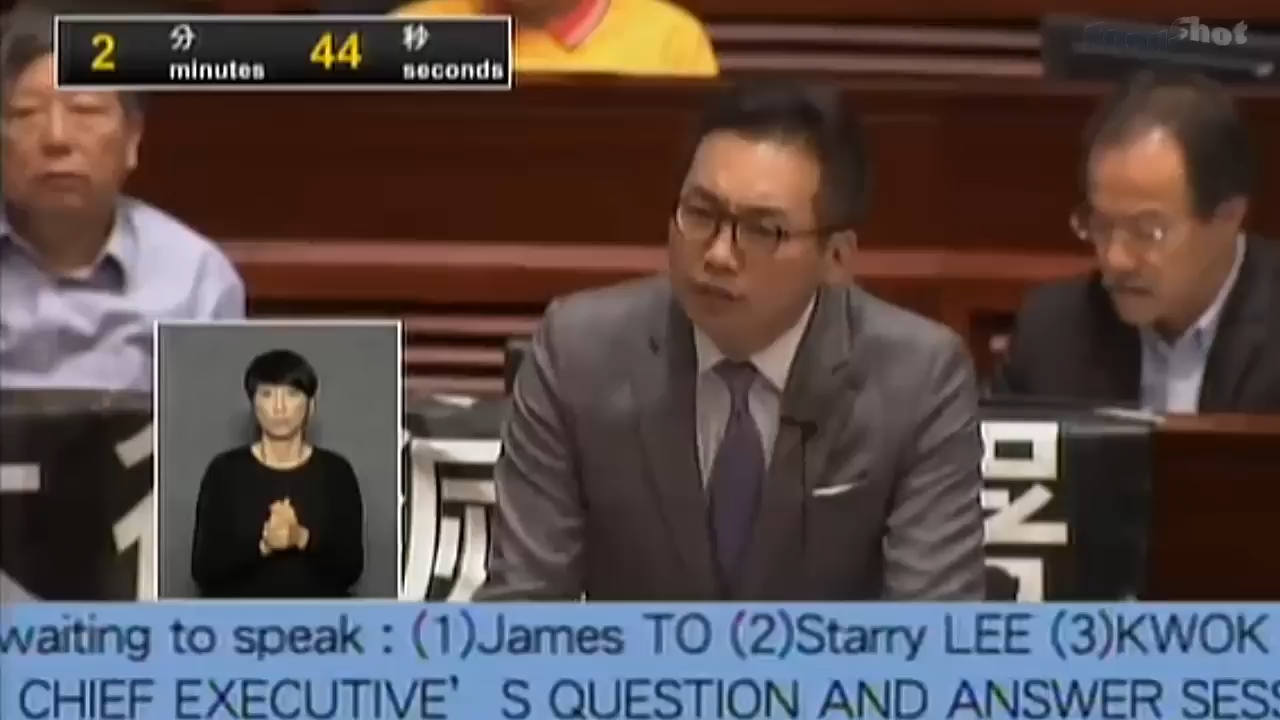 2 分 minutes 44 秒 seconds
waiting to speak : (1)James TO (2)Starry LEE (3)KWOK
CHIEF EXECUTIVE’S QUESTION AND ANSWER SESS